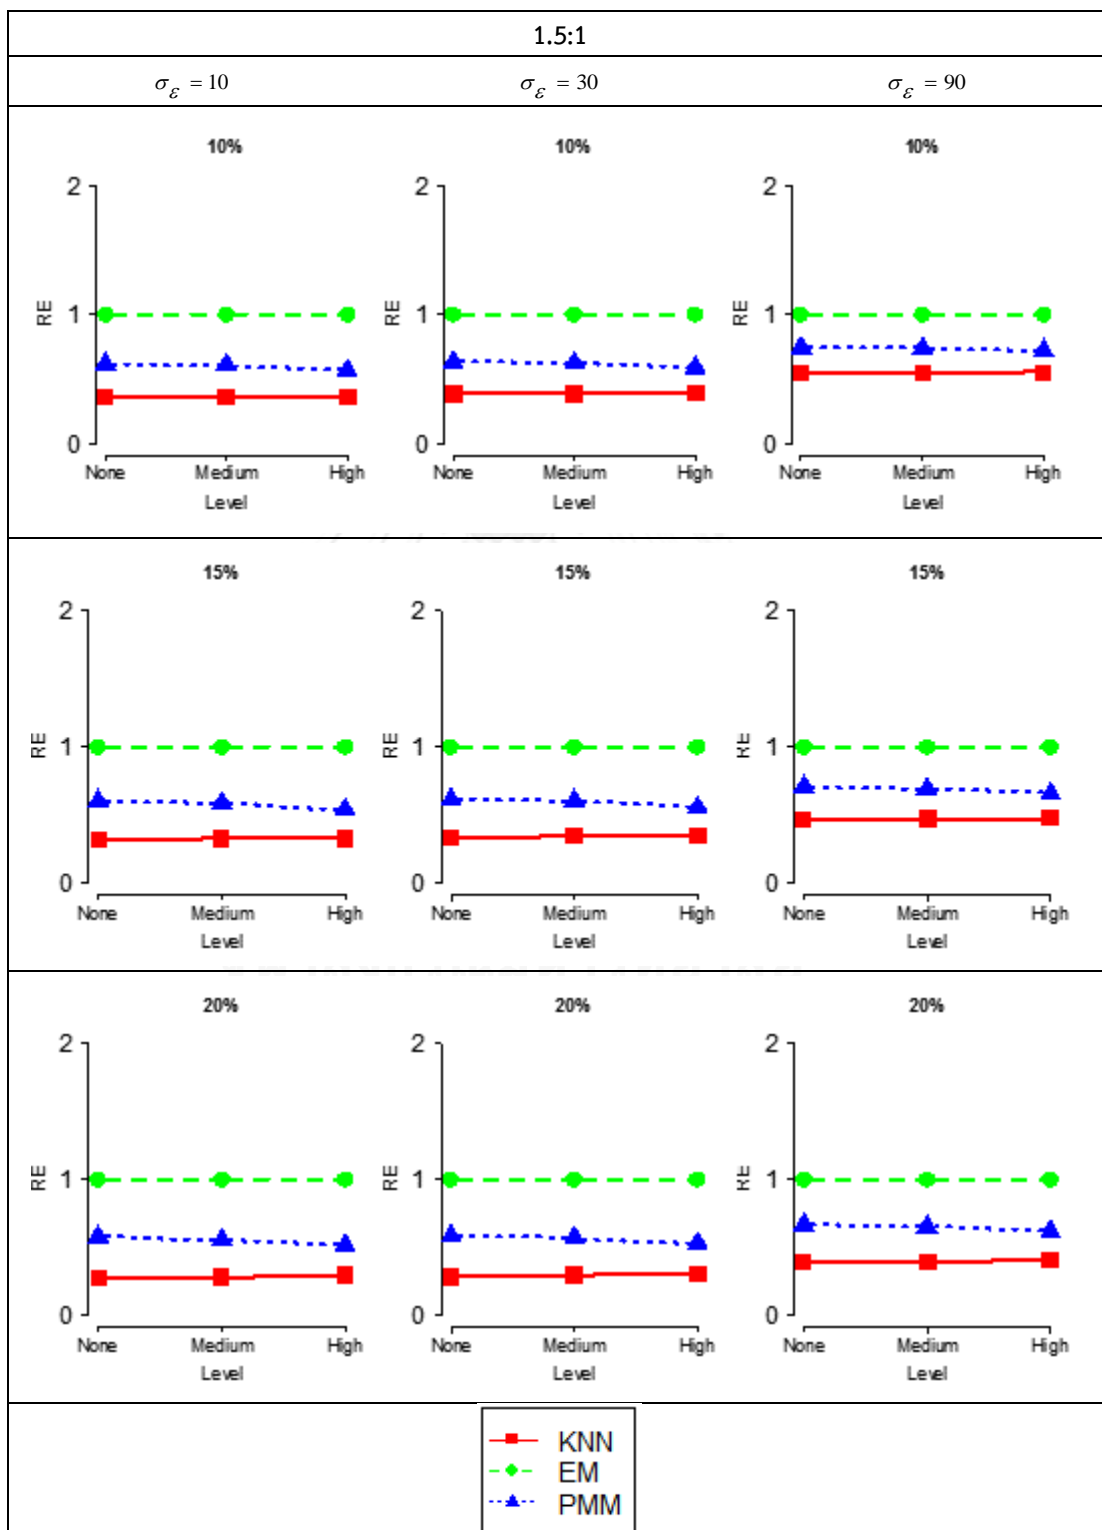 1.5:1
σε = 10 σε = 30 σε = 90
10% 10% 10%
2 2 2
RE 1 RE 1 RE 1
0 0 0
None Medium High None Medium High None Medium High
Level Level Level
15% 15% 15%
2 2 2
RE 1 RE 1 RE 1
0 0 0
None Medium High None Medium High None Medium High
Level Level Level
20% 20% 20%
2 2 2
RE 1 RE 1 RE 1
0 0 0
None Medium High None Medium High None Medium High
Level Level Level
KNN
EM
PMM